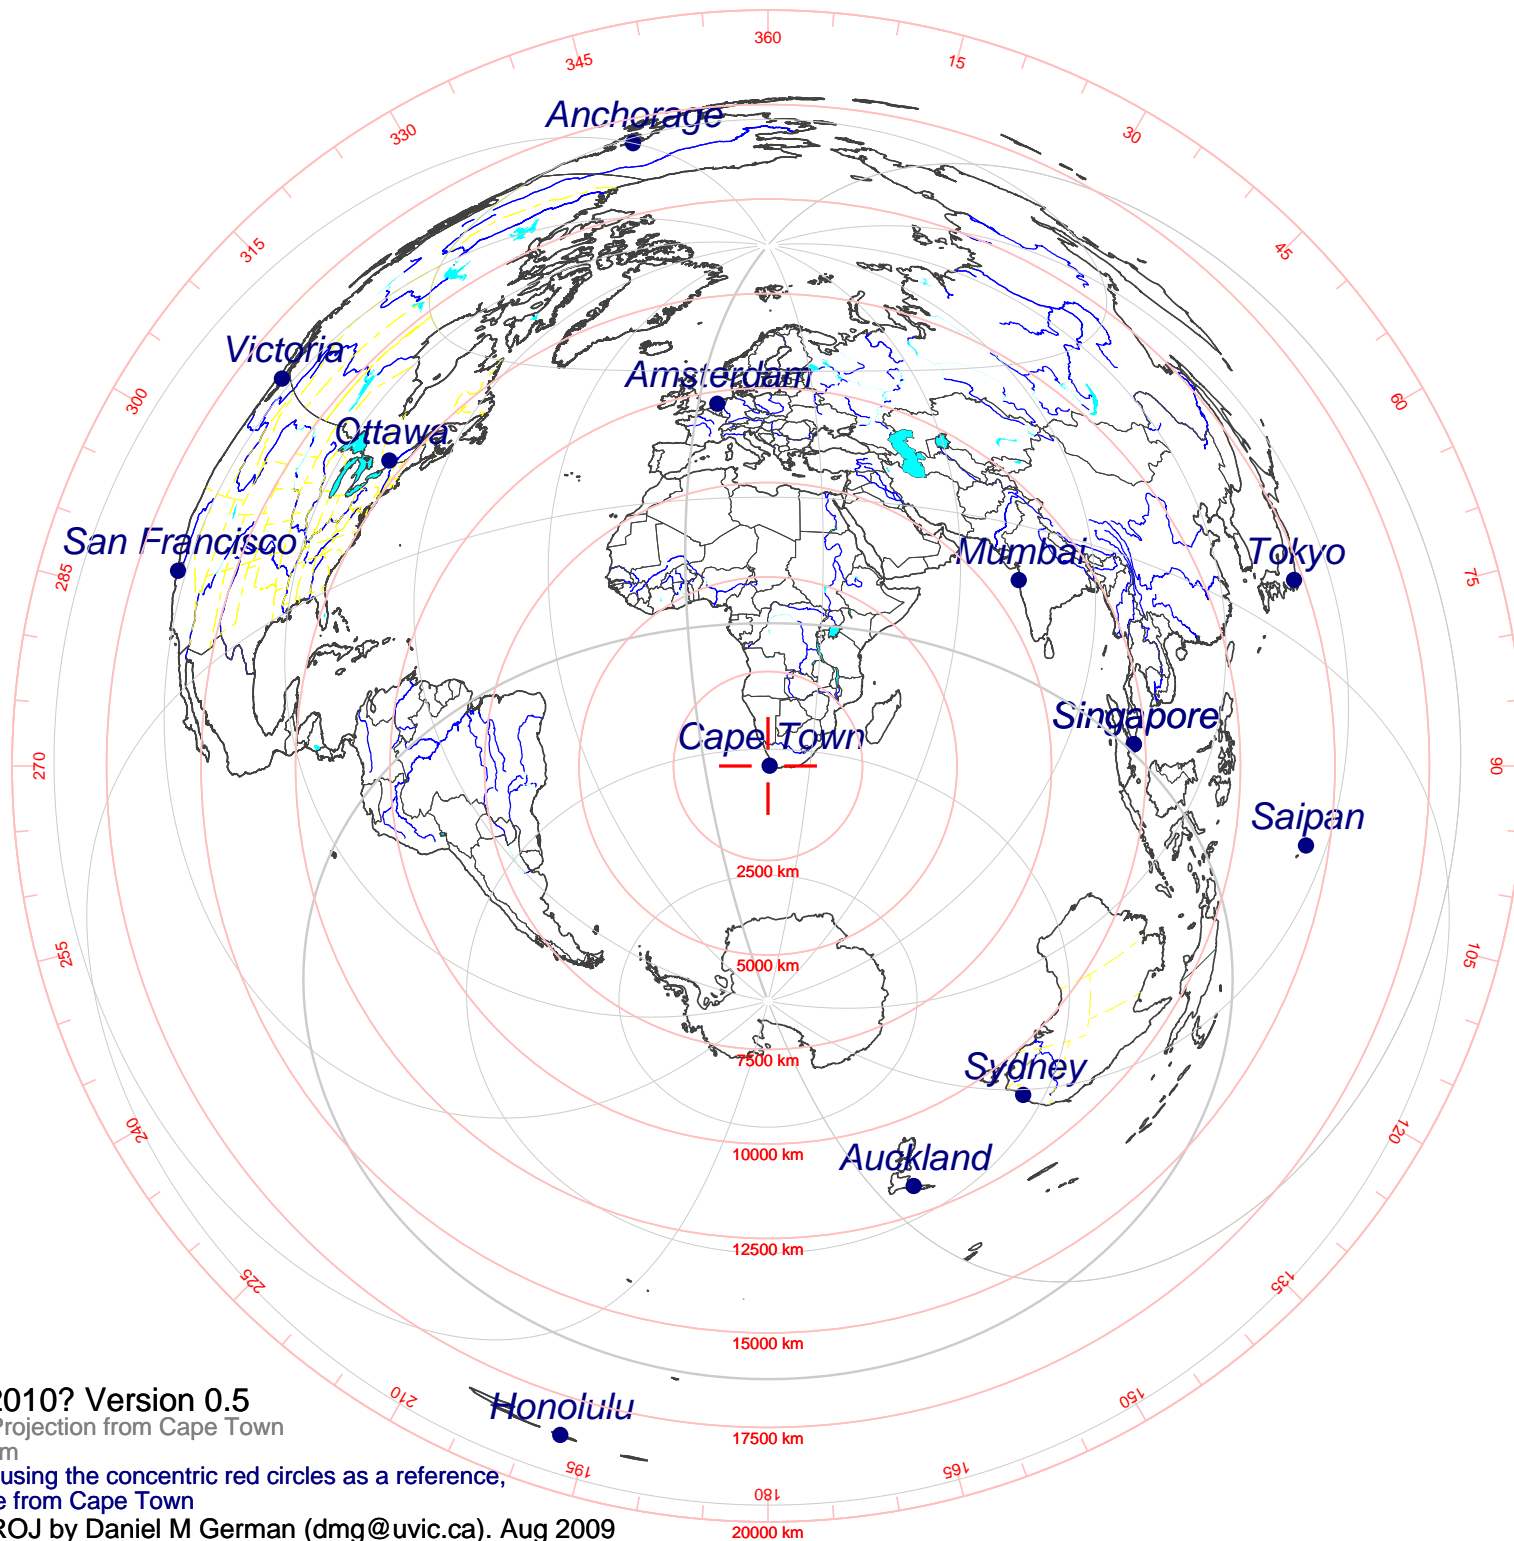 360
345
15
330
30
315
45
300
60
285
75
270
90
255
105
240
120
225
135
210
150
195
165
180
Anchorage
Victoria
Amsterdam
Ottawa
San Francisco
Mumbai
Tokyo
Cape Town
Singapore
Saipan
Sydney
Auckland
Honolulu
2500 km
5000 km
7500 km
10000 km
12500 km
15000 km
17500 km
20000 km
2010? Version 0.5
Projection from Cape Town
m
using the concentric red circles as a reference,
e from Cape Town
ROJ by Daniel M German (dmg@uvic.ca). Aug 2009